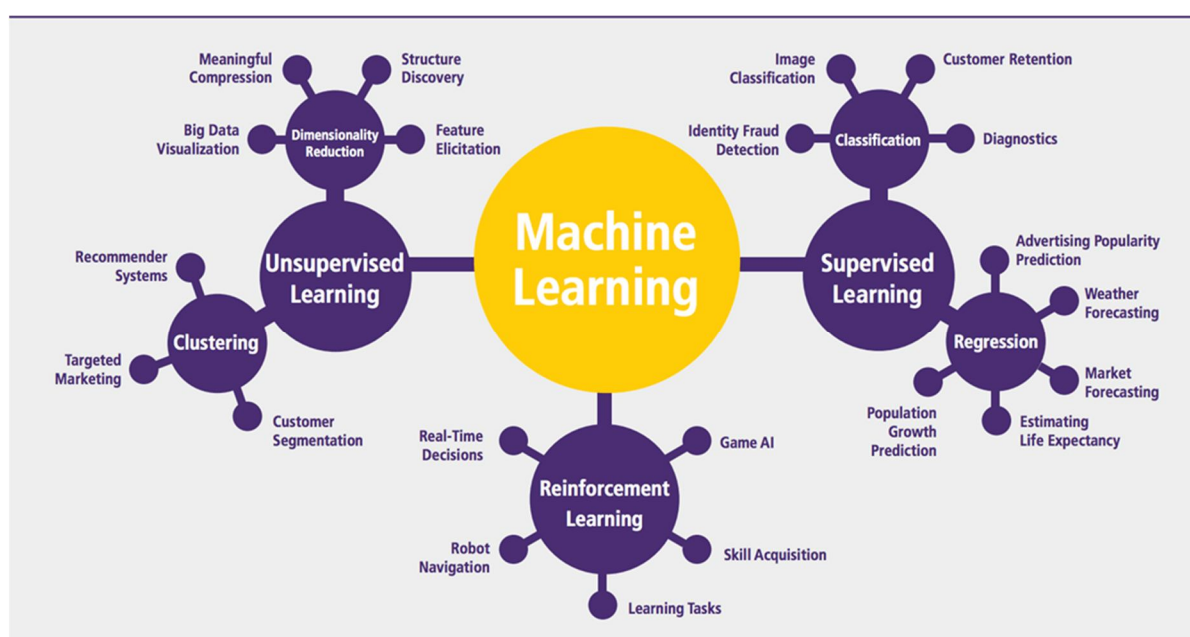 Meaningful
Compression
Structure
Discovery
Big Data
Visualization
Dimensionality
Reduction
Feature
Elicitation
Unsupervised
Learning
Recommender
Systems
Clustering
Targeted
Marketing
Customer
Segmentation
Machine
Learning
Image
Classification
Customer Retention
Identity Fraud
Detection
Classification
Diagnostics
Supervised
Learning
Advertising Popularity
Prediction
Weather
Forecasting
Regression
Market
Forecasting
Population
Growth
Prediction
Estimating
Life Expectancy
Real-Time
Decisions
Game AI
Reinforcement
Learning
Robot
Navigation
Skill Acquisition
Learning Tasks